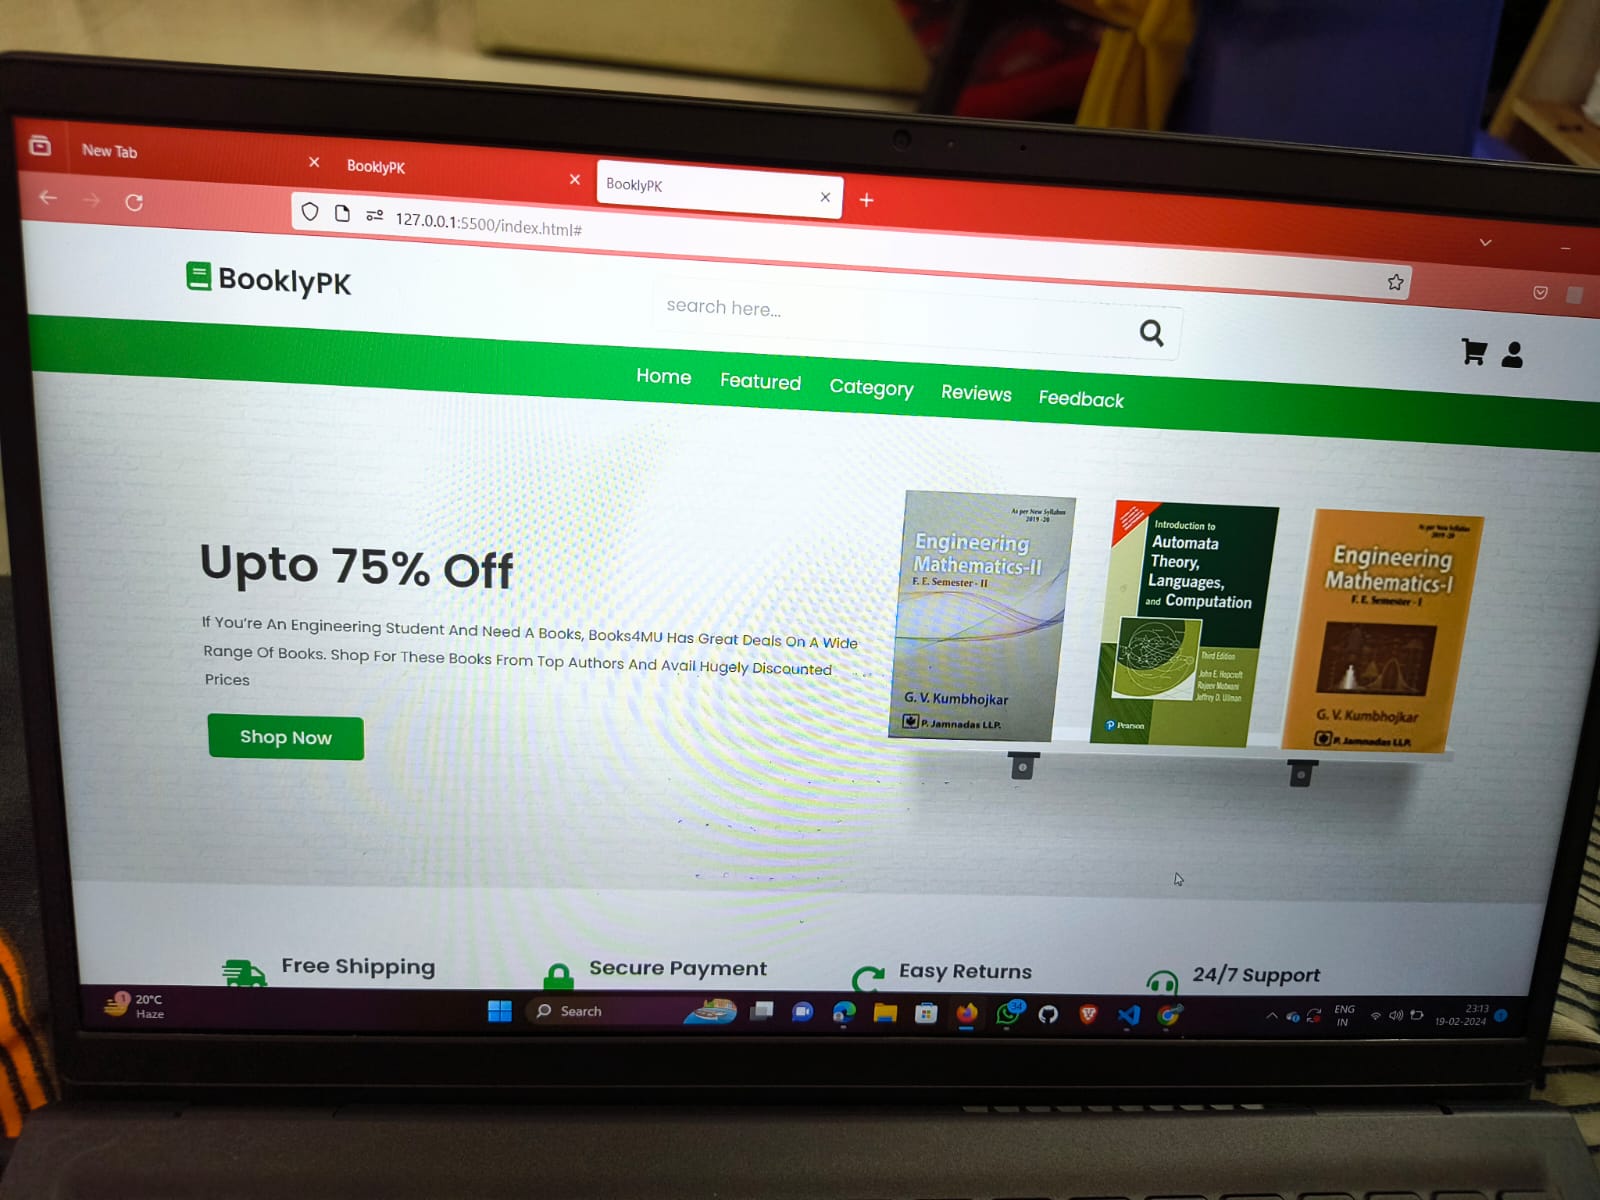 New Tab
BooklyPK
BooklyPK
127.0.0.1:5500/index.html#
BooklyPK
search here...
Home
Featured
Category
Reviews
Feedback
Upto 75% Off
If You're An Engineering Student And Need A Books, Books4MU Has Great Deals On A Wide
Range Of Books. Shop For These Books From Top Authors And Avail Hugely Discounted
Prices
Shop Now
As per New Syllabus
2019 -20
Engineering
Mathematics-II
F. E. Semester - II
G. V. Kumbhojkar
P. Jamnadas LLP.
Introduction to
Automata
Theory,
Languages,
and Computation
Third Edition
John E. Hopcroft
Rajeev Motwani
Jeffrey D. Ullman
Pearson
As per New Syllabus
2019 -20
Engineering
Mathematics-I
F. E. Semester - I
G. V. Kumbhojkar
P. Jamnadas LLP.
Free Shipping
Secure Payment
Easy Returns
24/7 Support
1
20°C
Haze
Search
34
ENG
IN
23:13
19-02-2024